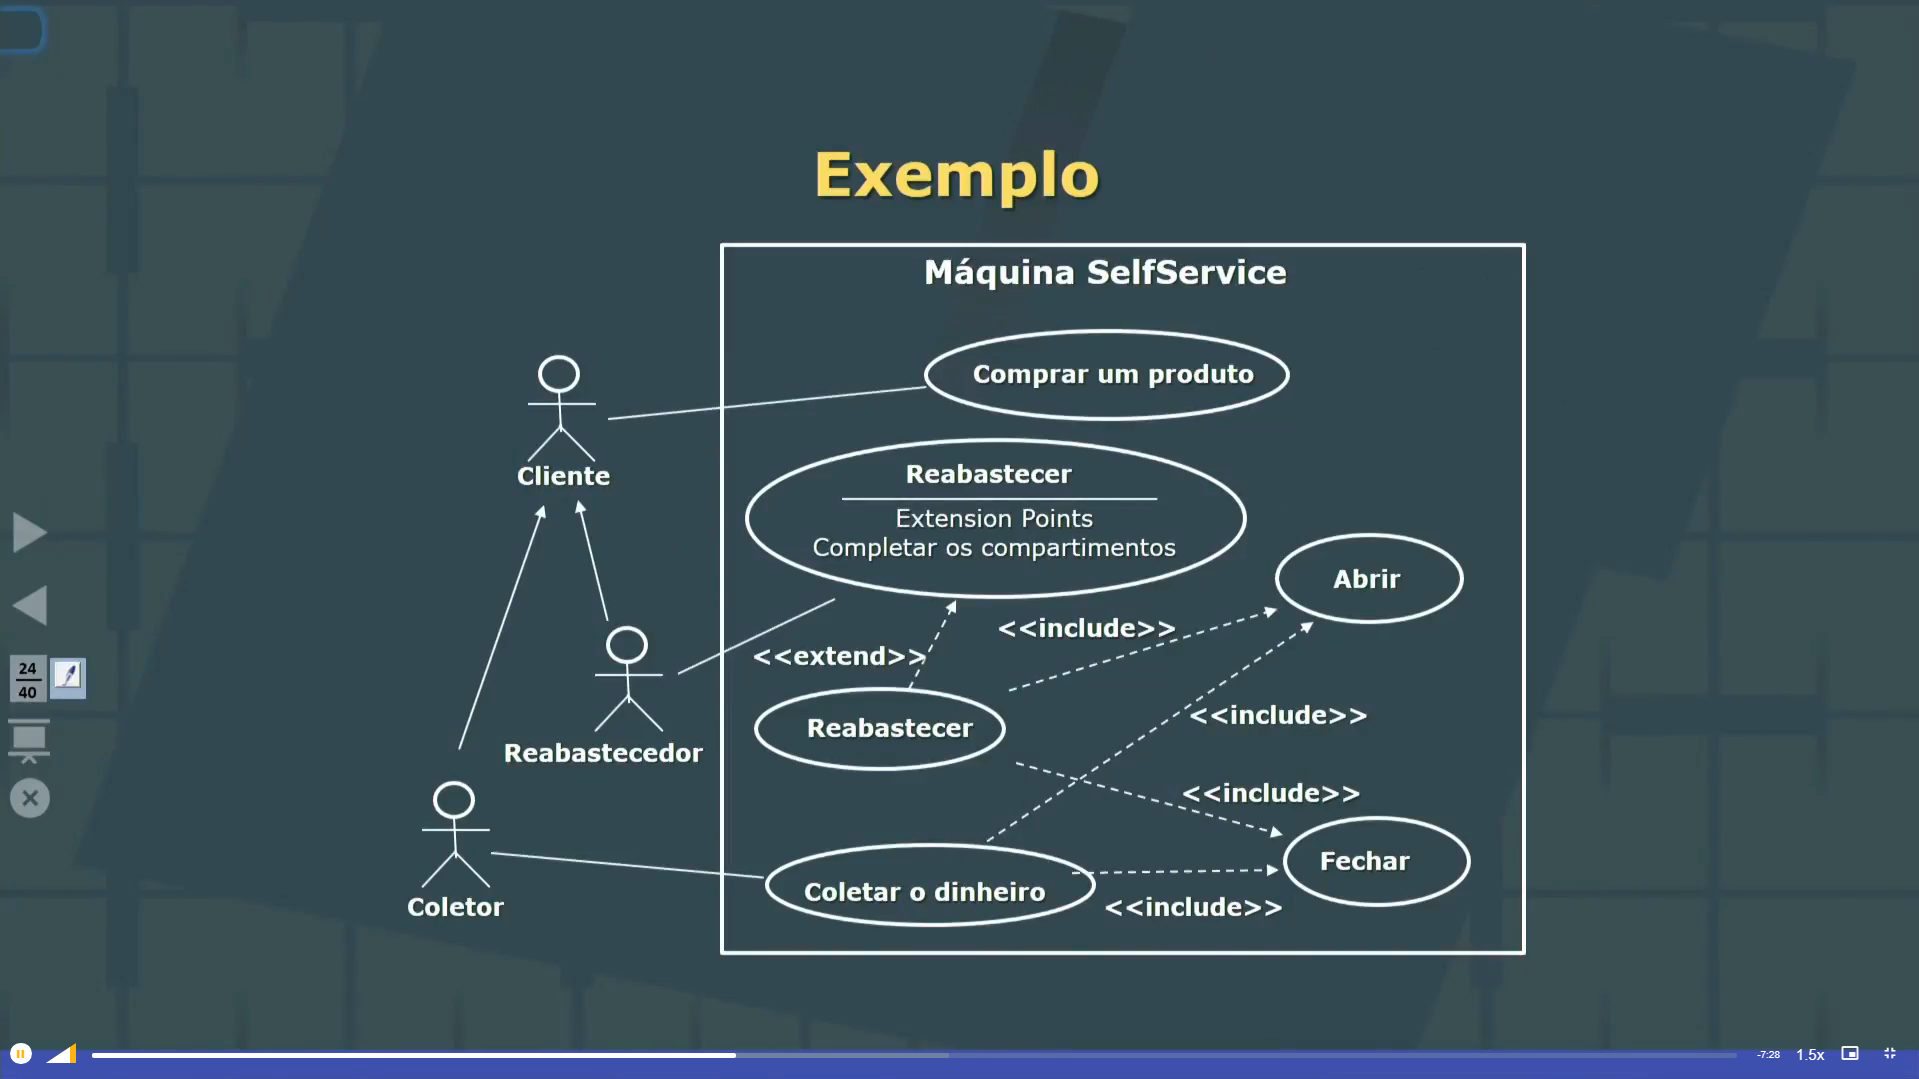 Exemplo
Máquina SelfService
Comprar um produto
Cliente
Reabastecer
Extension Points
Completar os compartimentos
Abrir
<<include>>
<<extend>>
Reabastecedor
Reabastecer
<<include>>
<<include>>
Fechar
Coletar o dinheiro
Coletor
<<include>>
24
40
-7:28
1.5x